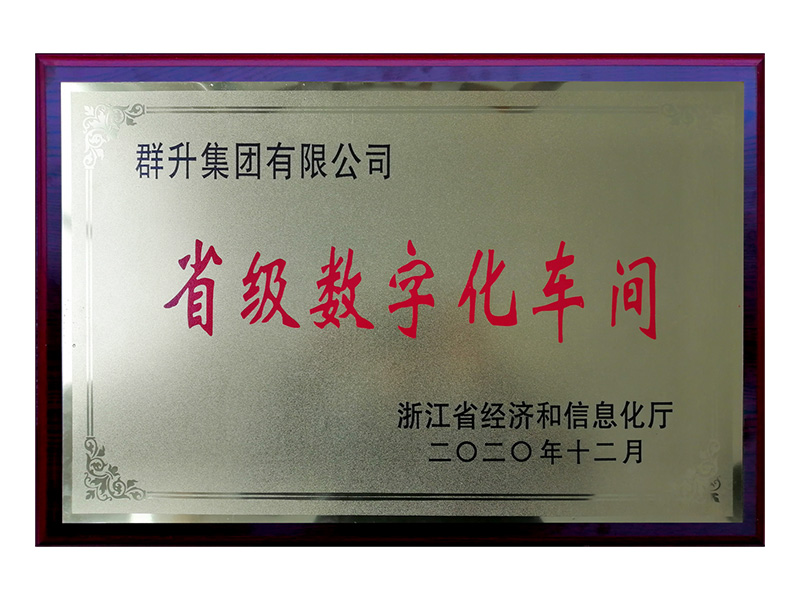 群升集团有限公司
省级数字化车间
浙江省经济和信息化厅
二〇二〇年十二月